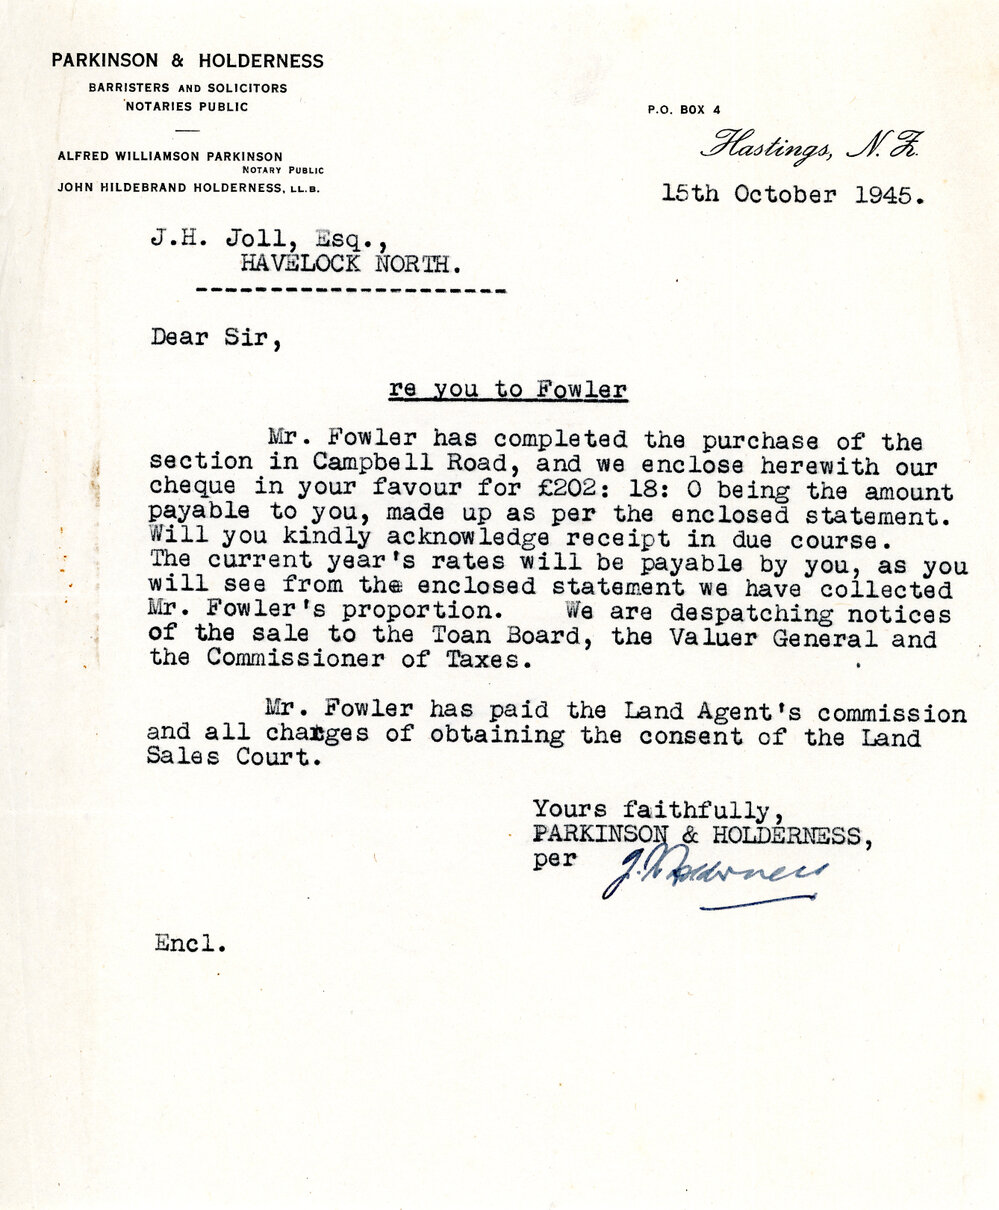 PARKINSON & HOLDERNESS
BARRISTERS AND SOLICITORS
NOTARIES PUBLIC
ALFRED WILLIAMSON PARKINSON
NOTARY PUBLIC
JOHN HILDEBRAND HOLDERNESS, LL.B.
P.O. BOX 4
Hastings, N.Z.
15th October 1945.
J.H. Joll, Esq.,
HAVELOCK NORTH.
---------------------
Dear Sir,
re you to Fowler
Mr. Fowler has completed the purchase of the
section in Campbell Road, and we enclose herewith our
cheque in your favour for £202: 18: 0 being the amount
payable to you, made up as per the enclosed statement.
Will you kindly acknowledge receipt in due course.
The current year's rates will be payable by you, as you
will see from the enclosed statement we have collected
Mr. Fowler's proportion. We are despatching notices
of the sale to the Toan Board, the Valuer General and
the Commissioner of Taxes.
Mr. Fowler has paid the Land Agent's commission
and all charges of obtaining the consent of the Land
Sales Court.
Yours faithfully,
PARKINSON & HOLDERNESS,
per J. Holderness
Encl.